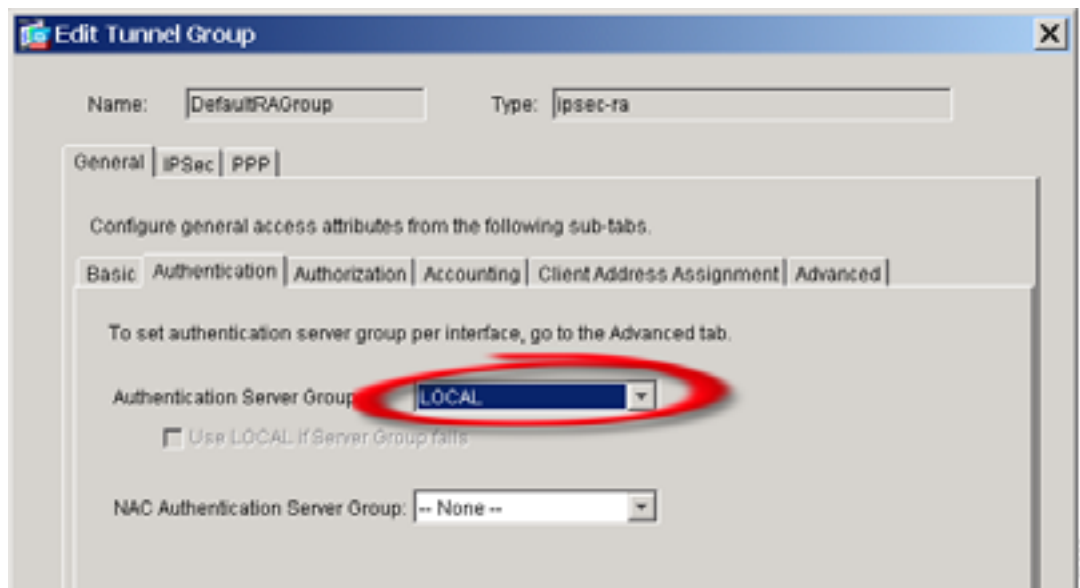 Edit Tunnel Group
Name: DefaultRAGroup Type: ipsec-ra
General IPSec PPP
Configure general access attributes from the following sub-tabs.
Basic Authentication Authorization Accounting Client Address Assignment Advanced
To set authentication server group per interface, go to the Advanced tab.
Authentication Server Group LOCAL
Use LOCAL if Server Group fails
NAC Authentication Server Group: -- None --